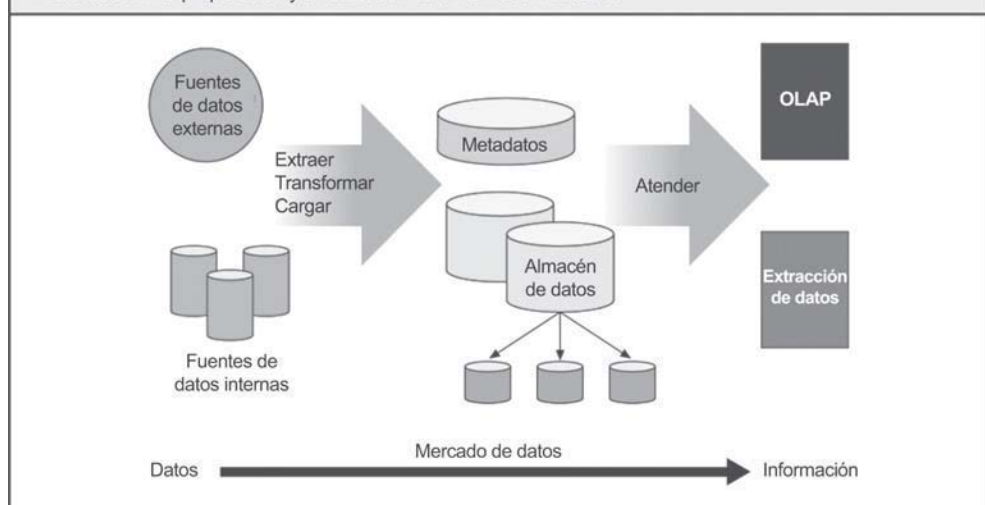 Fuentes
de datos
externas
Extraer
Transformar
Cargar
Fuentes de
datos internas
Metadatos
Almacén
de datos
Atender
OLAP
Extracción
de datos
Mercado de datos
Datos
Información